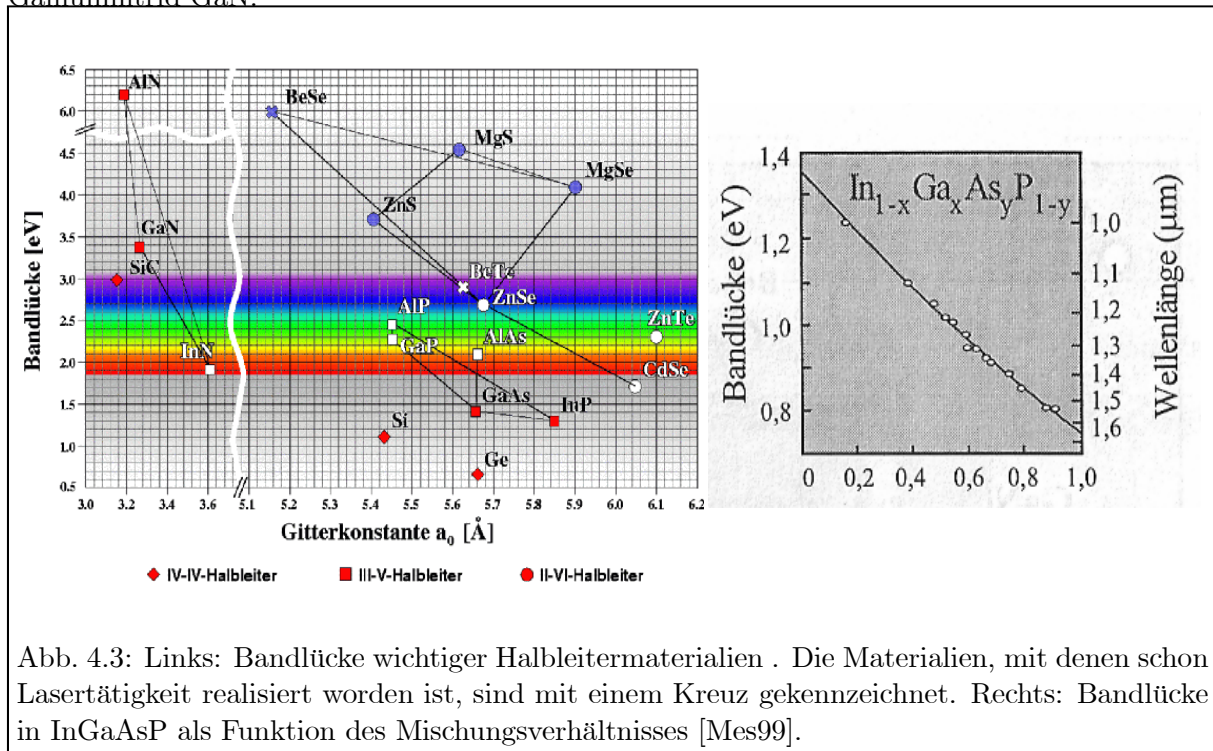 Galliumnitrid GaN.
6.5
AlN
6.0
BeSe
MgS
4.5
MgSe
4.0
ZnS
Bandlücke [eV]
3.5
GaN
SiC
3.0
BeTe
ZnSe
2.5
AlP
ZnTe
GaP
AlAs
2.0
InN
CdSe
1.5
GaAs
InP
Si
1.0
Ge
0.5
3.0 3.2 3.4 3.6 5.1 5.2 5.3 5.4 5.5 5.6 5.7 5.8 5.9 6.0 6.1 6.2
Gitterkonstante a0 [Å]
IV-IV-Halbleiter III-V-Halbleiter II-VI-Halbleiter
Bandlücke (eV)
1,4
1,2
1,0
0,8
In1-xGaxAsyP1-y
1,0
1,1
1,2
1,3
1,4
1,5
1,6
Wellenlänge (μm)
0 0,2 0,4 0,6 0,8 1,0
Abb. 4.3: Links: Bandlücke wichtiger Halbleitermaterialien . Die Materialien, mit denen schon
Lasertätigkeit realisiert worden ist, sind mit einem Kreuz gekennzeichnet. Rechts: Bandlücke
in InGaAsP als Funktion des Mischungsverhältnisses [Mes99].